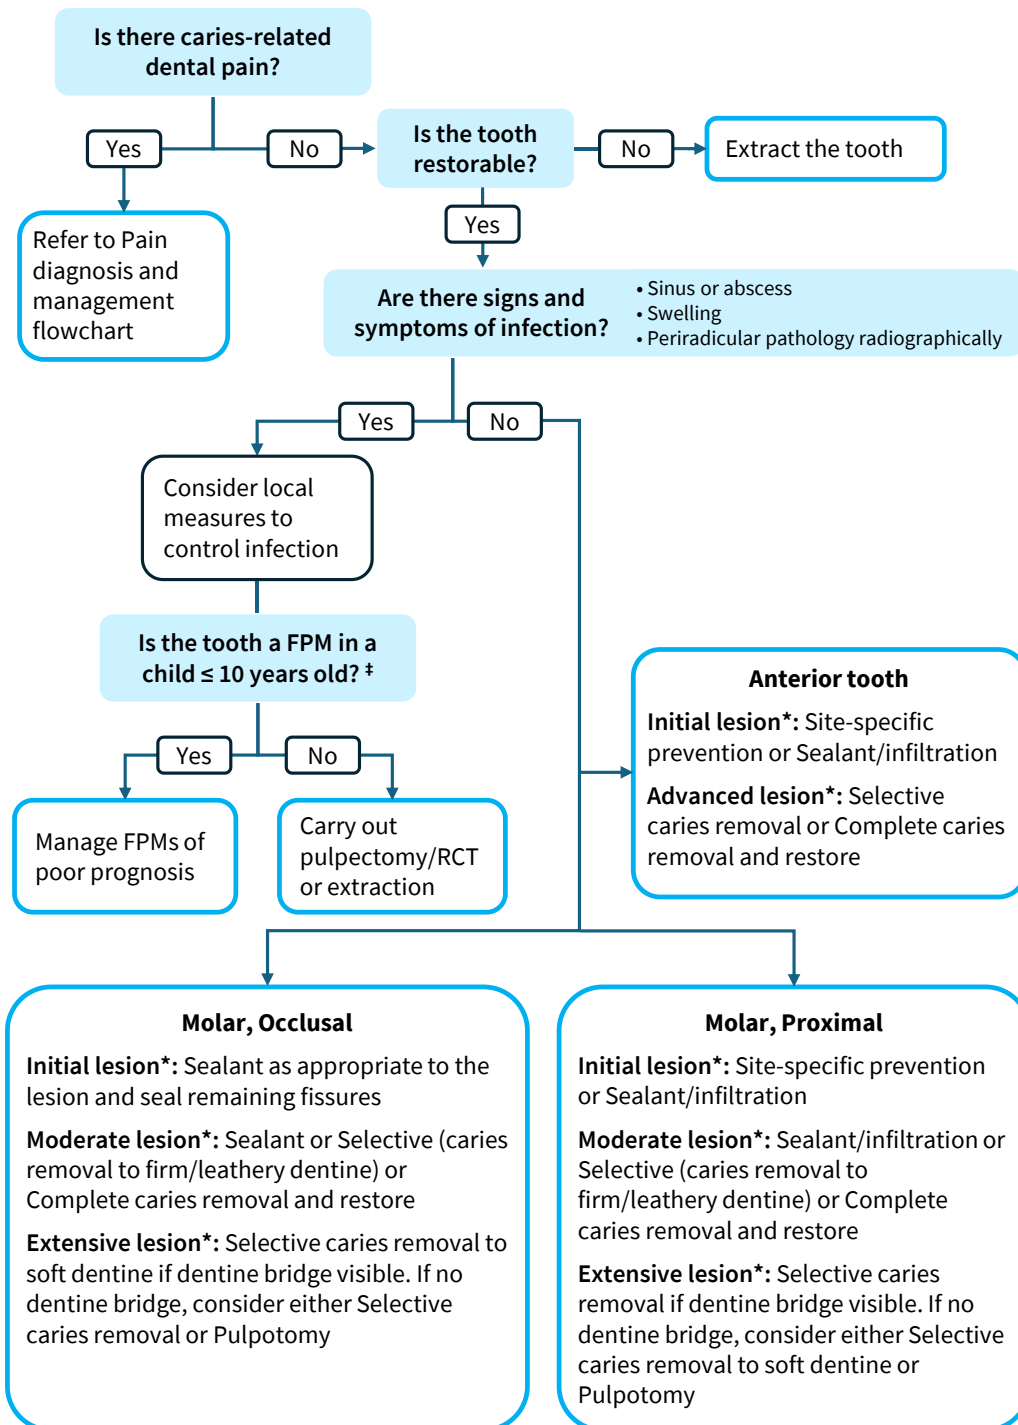 Is there caries-related
dental pain?
Yes
No
Is the tooth
restorable?
No
Extract the tooth
Refer to Pain
diagnosis and
management
flowchart
Yes
Are there signs and
symptoms of infection?
• Sinus or abscess
• Swelling
• Periradicular pathology radiographically
Yes
No
Consider local
measures to
control infection
Is the tooth a FPM in a
child ≤ 10 years old? ‡
Yes
No
Manage FPMs of
poor prognosis
Carry out
pulpectomy/RCT
or extraction
Anterior tooth
Initial lesion*: Site-specific
prevention or Sealant/infiltration
Advanced lesion*: Selective
caries removal or Complete caries
removal and restore
Molar, Occlusal
Initial lesion*: Sealant as appropriate to the
lesion and seal remaining fissures
Moderate lesion*: Sealant or Selective (caries
removal to firm/leathery dentine) or
Complete caries removal and restore
Extensive lesion*: Selective caries removal to
soft dentine if dentine bridge visible. If no
dentine bridge, consider either Selective
caries removal or Pulpotomy
Molar, Proximal
Initial lesion*: Site-specific prevention
or Sealant/infiltration
Moderate lesion*: Sealant/infiltration or
Selective (caries removal to
firm/leathery dentine) or Complete
caries removal and restore
Extensive lesion*: Selective caries
removal if dentine bridge visible. If no
dentine bridge, consider either Selective
caries removal to soft dentine or
Pulpotomy